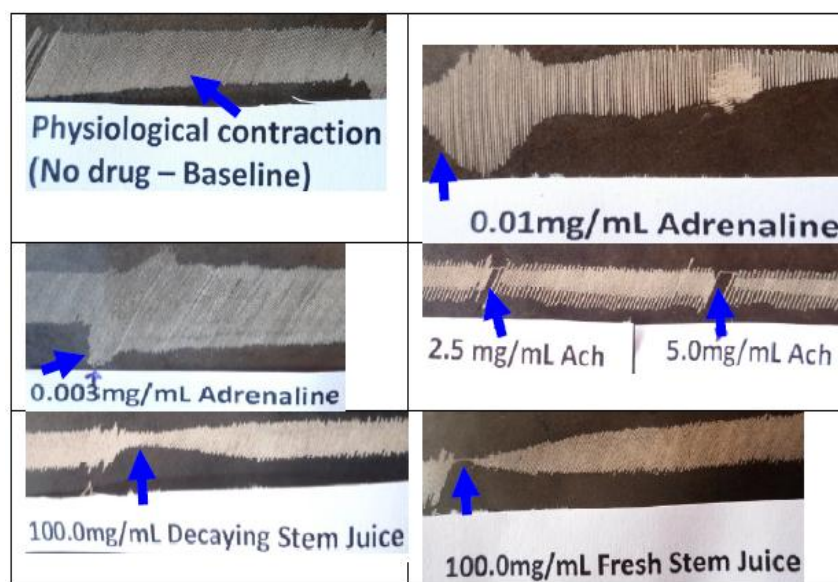 Physiological contraction
(No drug – Baseline)
0.01mg/mL Adrenaline
0.003mg/mL Adrenaline
2.5 mg/mL Ach
5.0mg/mL Ach
100.0mg/mL Decaying Stem Juice
100.0mg/mL Fresh Stem Juice